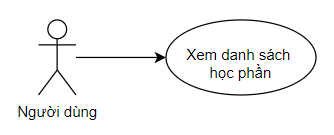 Xem danh sách
học phần
Người dùng